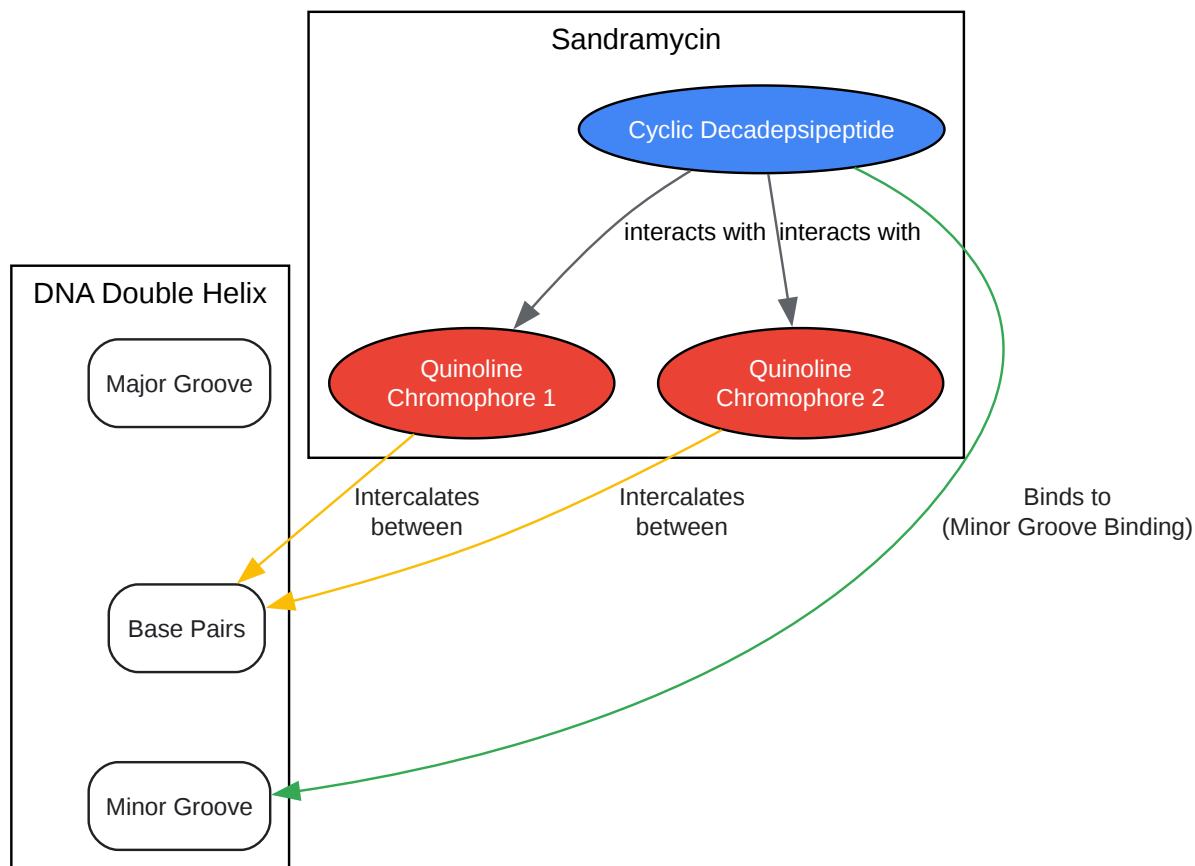 Sandramycin
Cyclic Decadepsipeptide
interacts with
interacts with
DNA Double Helix
Major Groove
Quinoline
Chromophore 1
Quinoline
Chromophore 2
Intercalates
between
Intercalates
between
Binds to
(Minor Groove Binding)
Base Pairs
Minor Groove